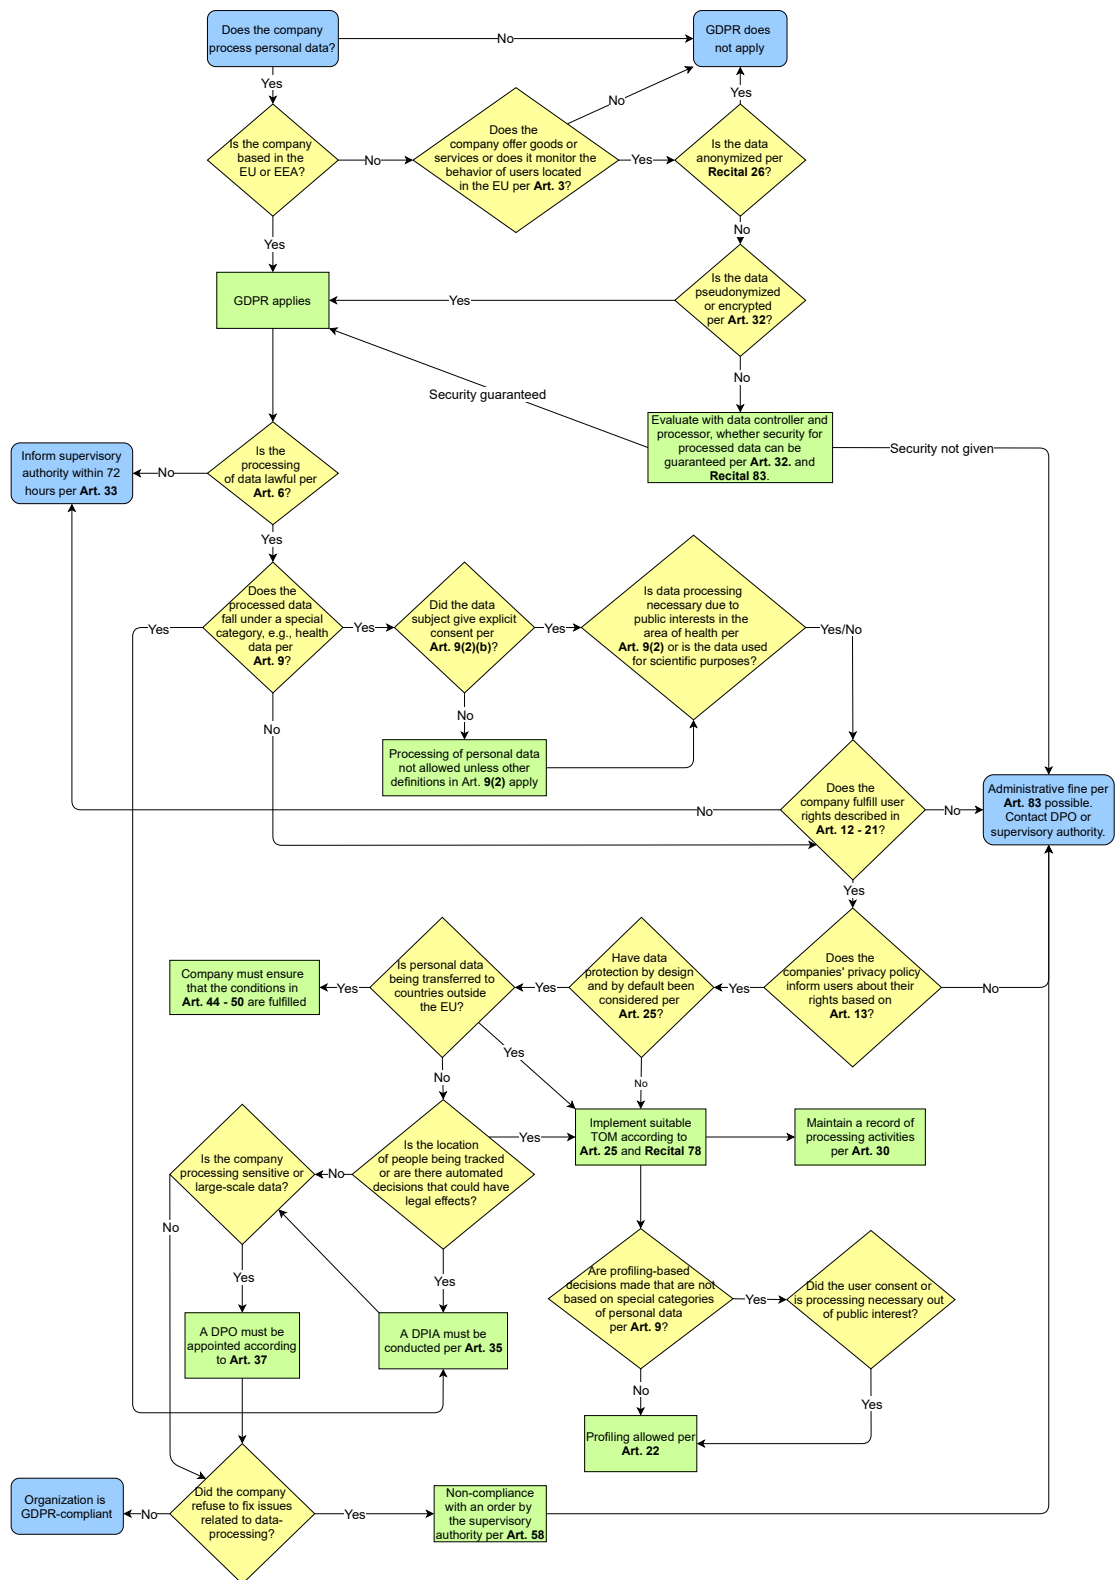 Does the company
process personal data?
No
GDPR does
not apply
Yes
Yes
No
Is the company
based in the
EU or EEA?
No
Does the
company offer goods or
services or does it monitor the
behavior of users located
in the EU per Art. 3?
Yes
Is the data
anonymized per
Recital 26?
Yes
No
GDPR applies
Yes
Is the data
pseudonymized
or encrypted
per Art. 32?
No
Security guaranteed
Evaluate with data controller and
processor, whether security for
processed data can be
guaranteed per Art. 32. and
Recital 83.
Security not given
Inform supervisory
authority within 72
hours per Art. 33
No
Is the
processing
of data lawful per
Art. 6?
Yes
Yes
Does the
processed data
fall under a special
category, e.g., health
data per
Art. 9?
Yes
Did the data
subject give explicit
consent per
Art. 9(2)(b)?
Yes
Is data processing
necessary due to
public interests in the
area of health per
Art. 9(2) or is the data used
for scientific purposes?
Yes/No
No
No
Processing of personal data
not allowed unless other
definitions in Art. 9(2) apply
No
Does the
company fulfill user
rights described in
Art. 12 - 21?
No
Administrative fine per
Art. 83 possible.
Contact DPO or
supervisory authority.
Yes
Company must ensure
that the conditions in
Art. 44 - 50 are fulfilled
Yes
Is personal data
being transferred to
countries outside
the EU?
Yes
Have data
protection by design
and by default been
considered per
Art. 25?
Yes
Does the
companies' privacy policy
inform users about their
rights based on
Art. 13?
No
Yes
No
No
Is the company
processing sensitive or
large-scale data?
No
Is the location
of people being tracked
or are there automated
decisions that could have
legal effects?
Yes
Implement suitable
TOM according to
Art. 25 and Recital 78
Maintain a record of
processing activities
per Art. 30
No
Yes
Yes
Are profiling-based
decisions made that are not
based on special categories
of personal data
per Art. 9?
Yes
Did the user consent or
is processing necessary out
of public interest?
A DPO must be
appointed according
to Art. 37
A DPIA must be
conducted per Art. 35
No
Yes
Profiling allowed per
Art. 22
Organization is
GDPR-compliant
No
Did the company
refuse to fix issues
related to data-
processing?
Yes
Non-compliance
with an order by
the supervisory
authority per Art. 58